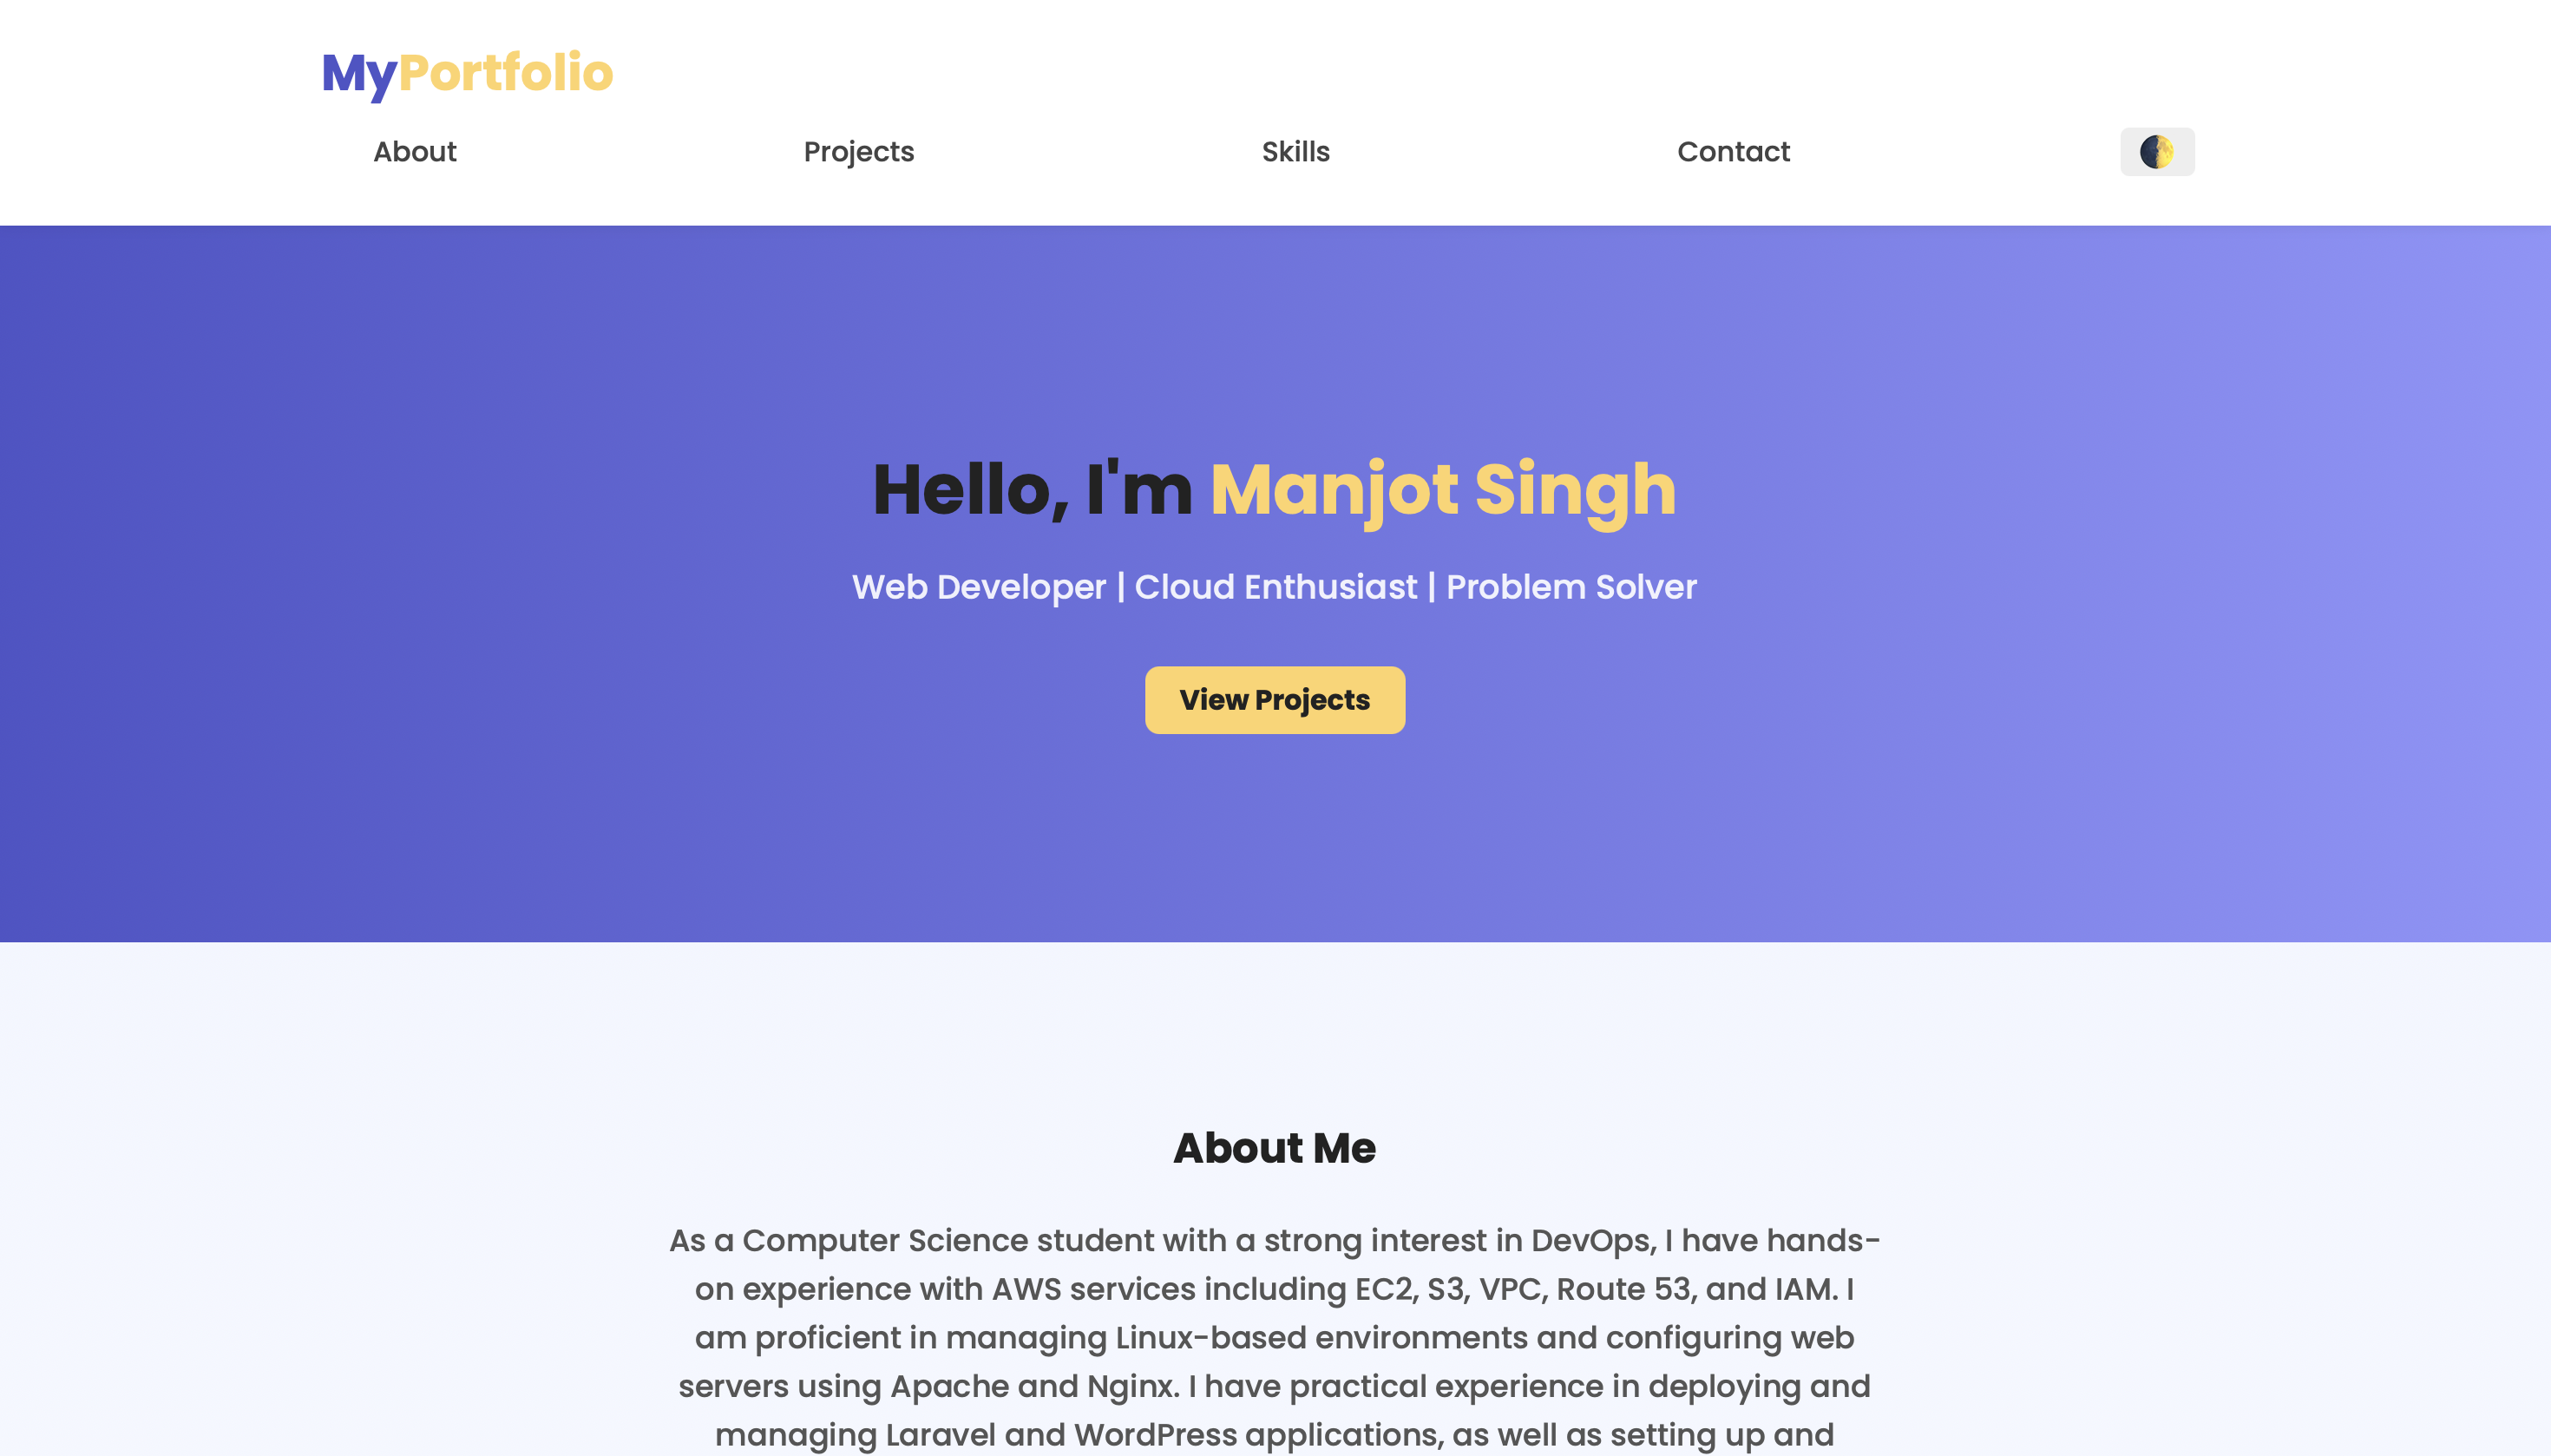 MyPortfolio
About Projects Skills Contact
Hello, I'm Manjot Singh
Web Developer | Cloud Enthusiast | Problem Solver
View Projects
About Me
As a Computer Science student with a strong interest in DevOps, I have hands-
on experience with AWS services including EC2, S3, VPC, Route 53, and IAM. I
am proficient in managing Linux-based environments and configuring web
servers using Apache and Nginx. I have practical experience in deploying and
managing Laravel and WordPress applications, as well as setting up and